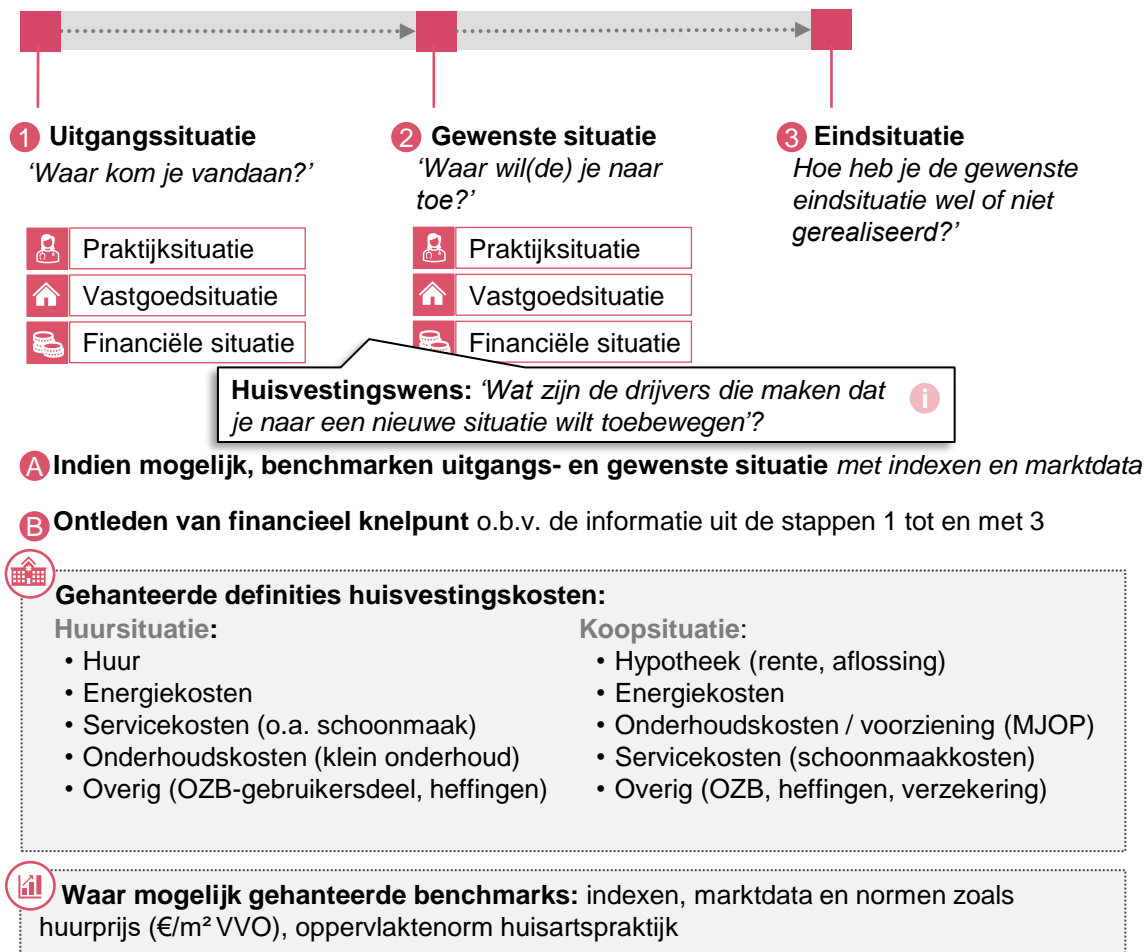 1 Uitgangssituatie
'Waar kom je vandaan?'
Praktijksituatie
Vastgoedsituatie
Financiële situatie
2 Gewenste situatie
'Waar wil(de) je naar
toe?'
Praktijksituatie
Vastgoedsituatie
Financiële situatie
3 Eindsituatie
Hoe heb je de gewenste
eindsituatie wel of niet
gerealiseerd?'
Huisvestingswens: 'Wat zijn de drijvers die maken dat
je naar een nieuwe situatie wilt toebewegen'?
i
A Indien mogelijk, benchmarken uitgangs- en gewenste situatie met indexen en marktdata
B Ontleden van financieel knelpunt o.b.v. de informatie uit de stappen 1 tot en met 3
Gehanteerde definities huisvestingskosten:
Huursituatie:
• Huur
• Energiekosten
• Servicekosten (o.a. schoonmaak)
• Onderhoudskosten (klein onderhoud)
• Overig (OZB-gebruikersdeel, heffingen)
Koopsituatie:
• Hypotheek (rente, aflossing)
• Energiekosten
• Onderhoudskosten / voorziening (MJOP)
• Servicekosten (schoonmaakkosten)
• Overig (OZB, heffingen, verzekering)
Waar mogelijk gehanteerde benchmarks: indexen, marktdata en normen zoals
huurprijs (€/m² VVO), oppervlaktenorm huisartspraktijk